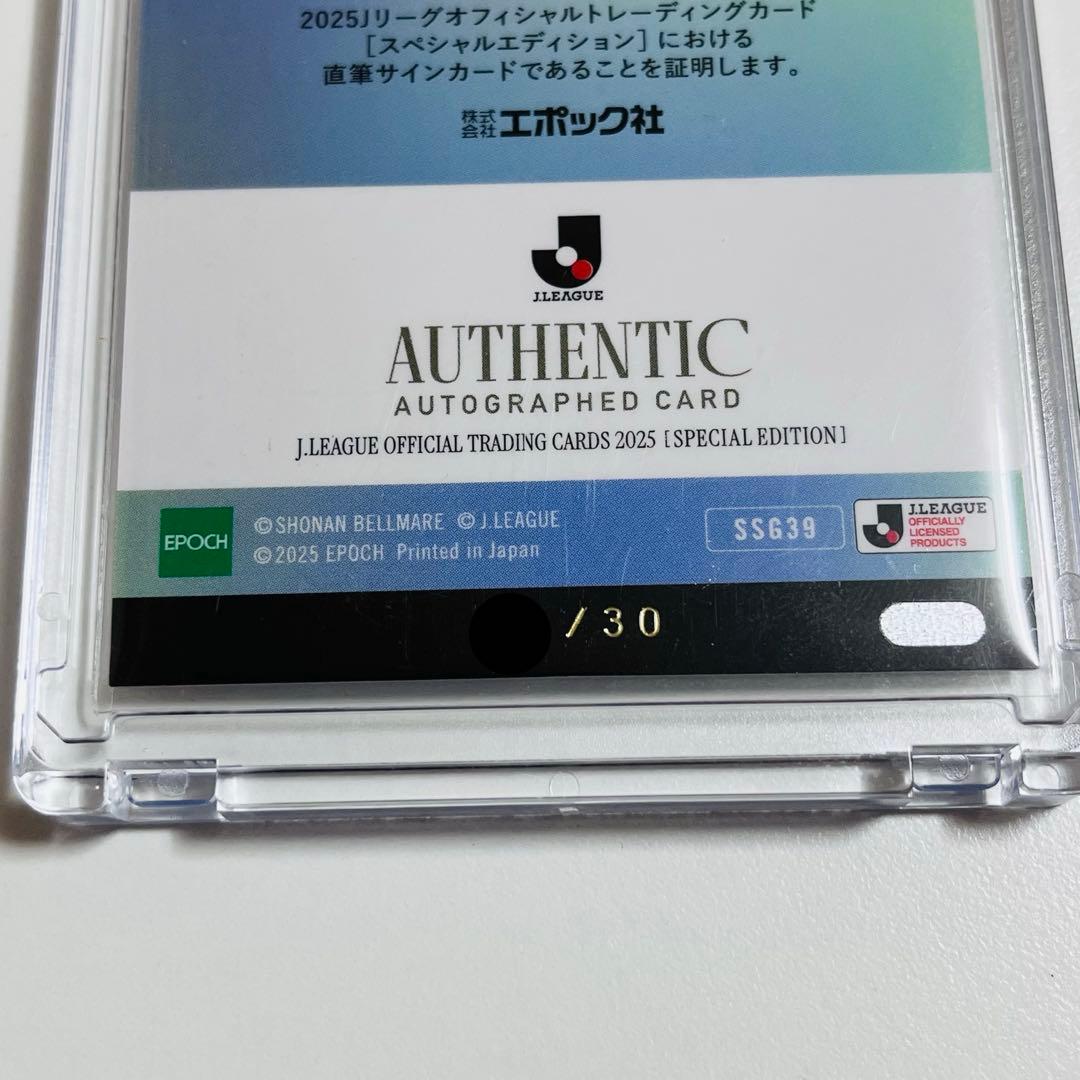 2025Jリーグオフィシャルトレーディングカード
［スペシャルエディション］における
直筆サインカードであることを証明します。
株式会社エポック社
J.LEAGUE
AUTHENTIC
AUTOGRAPHED CARD
J.LEAGUE OFFICIAL TRADING CARDS 2025 [SPECIAL EDITION]
EPOCH
©SHONAN BELLMARE ©J.LEAGUE
©2025 EPOCH Printed in Japan
SSG39
J.LEAGUE
OFFICIALLY
LICENSED
PRODUCTS
/30